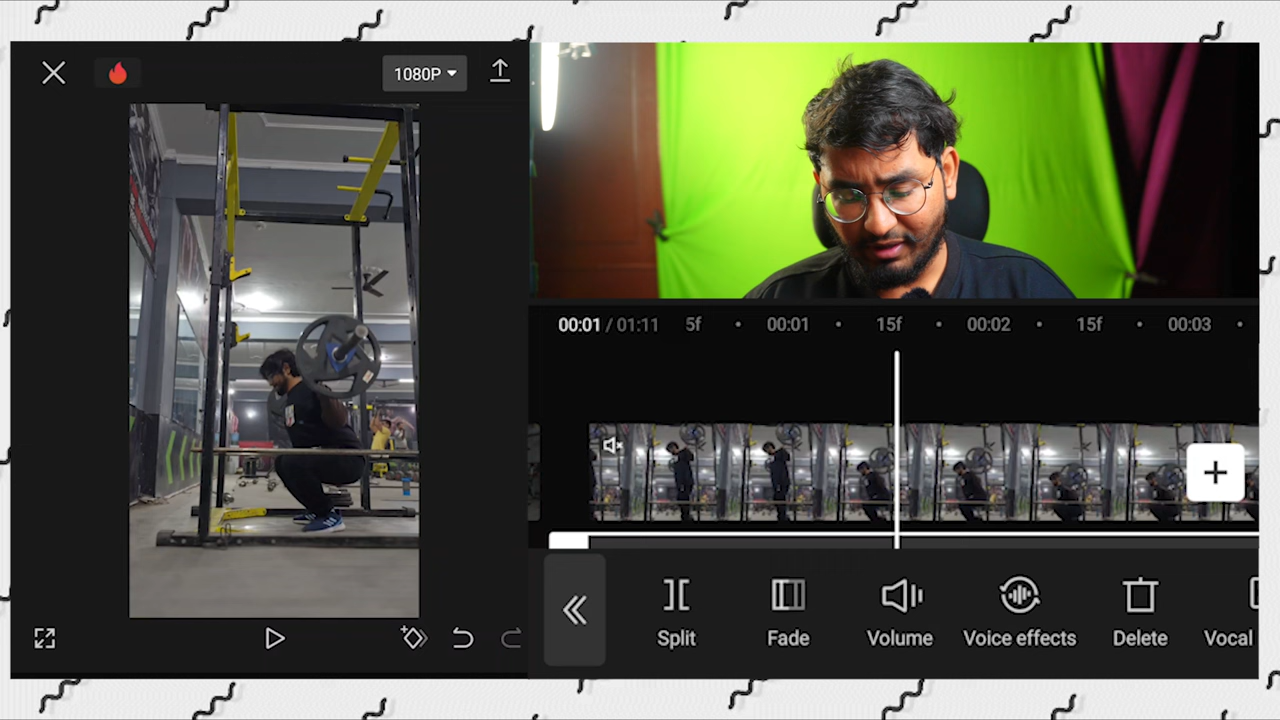 1080P
00:01 / 01:11 5f 00:01 15f 00:02 15f 00:03
Split Fade Volume Voice effects Delete Vocal